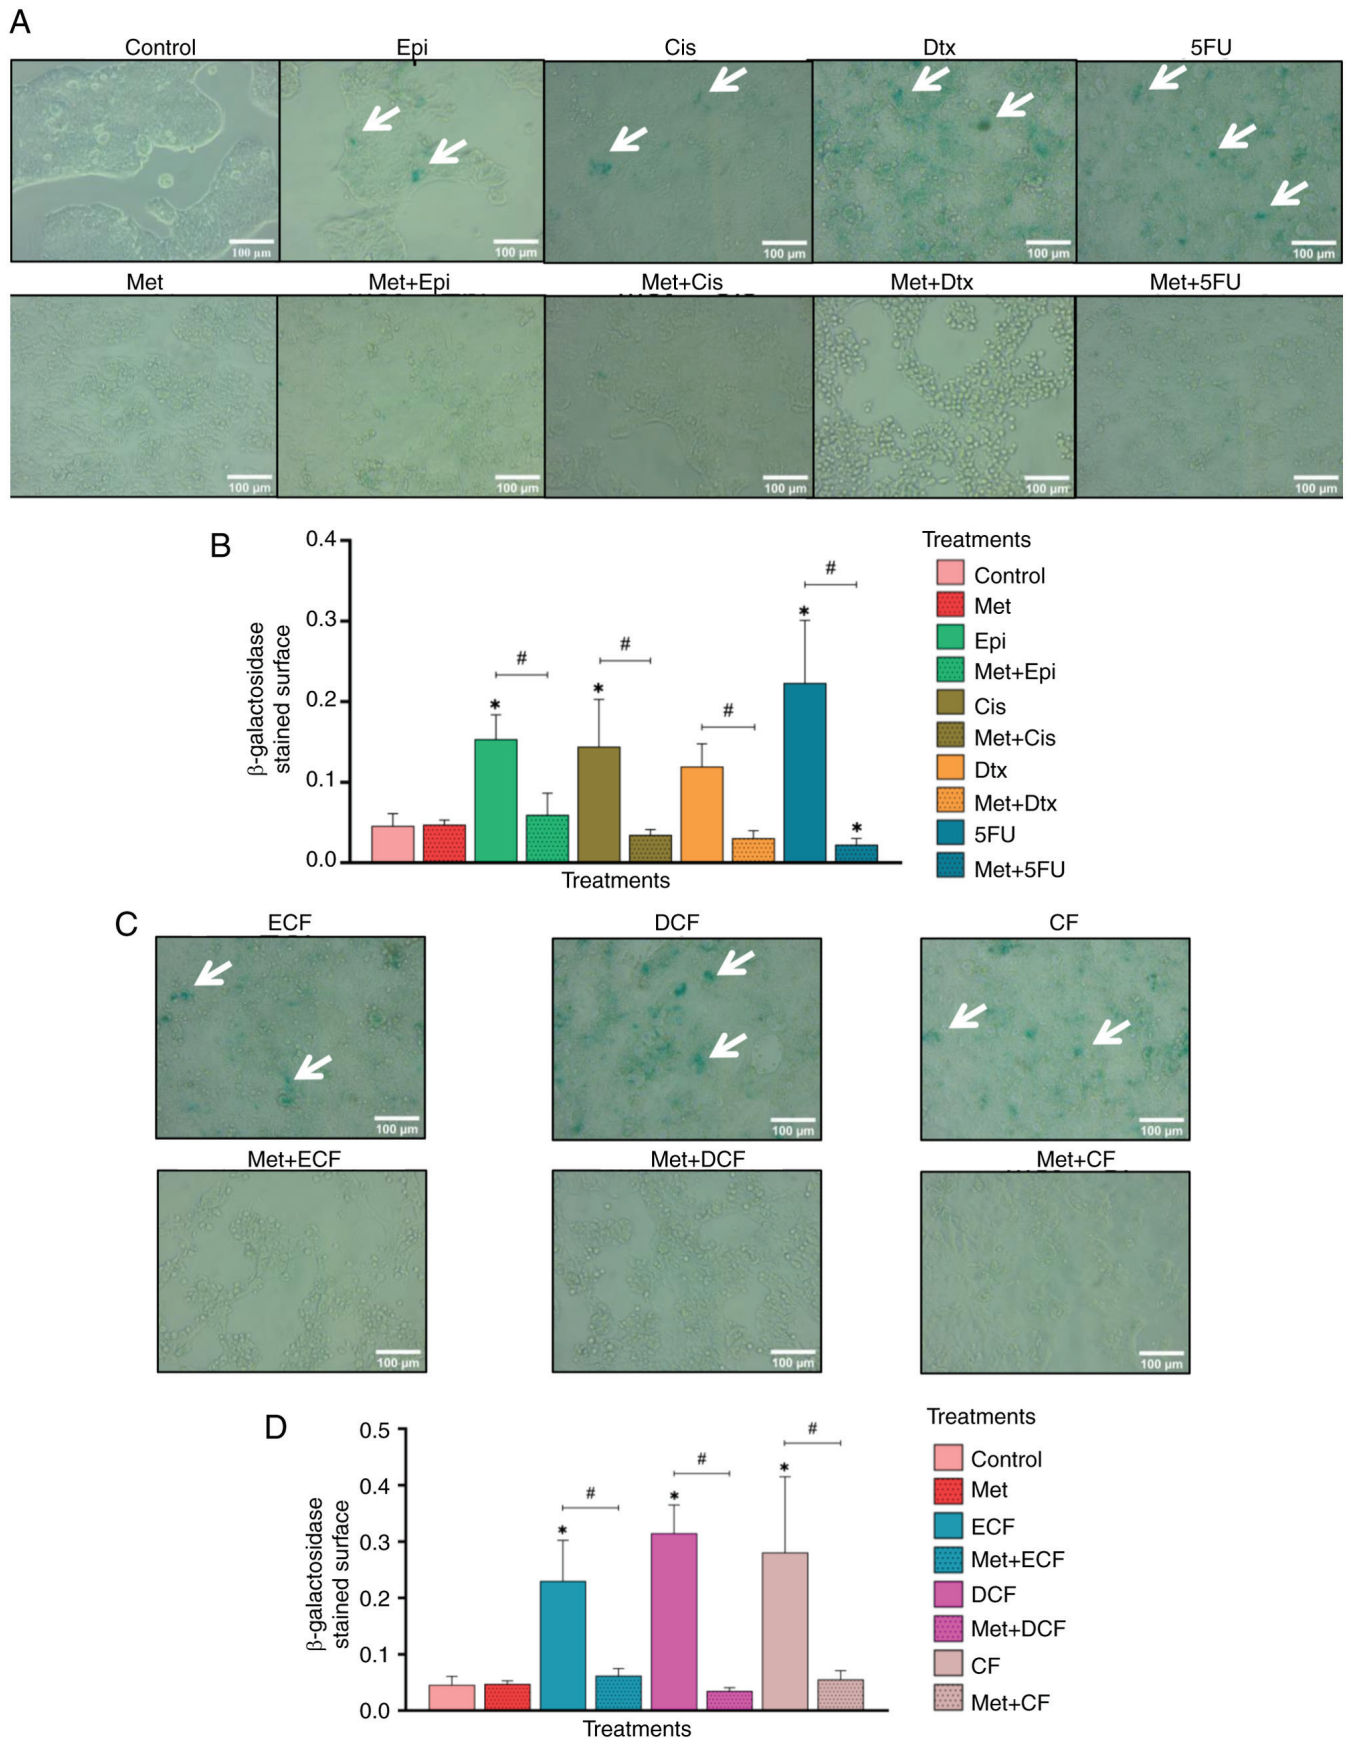 A
Control Epi Cis Dtx 5FU
100 µm 100 µm 100 µm 100 µm 100 µm
Met Met+Epi Met+Cis Met+Dtx Met+5FU
100 µm 100 µm 100 µm 100 µm 100 µm
B
β-galactosidase
stained surface
0.4
0.3
0.2
0.1
0.0
# # # #
* * * *
Treatments
Treatments
Control
Met
Epi
Met+Epi
Cis
Met+Cis
Dtx
Met+Dtx
5FU
Met+5FU
C
ECF DCF CF
100 µm 100 µm 100 µm
Met+ECF Met+DCF Met+CF
100 µm 100 µm 100 µm
D
β-galactosidase
stained surface
0.5
0.4
0.3
0.2
0.1
0.0
# # #
* * *
Treatments
Treatments
Control
Met
ECF
Met+ECF
DCF
Met+DCF
CF
Met+CF